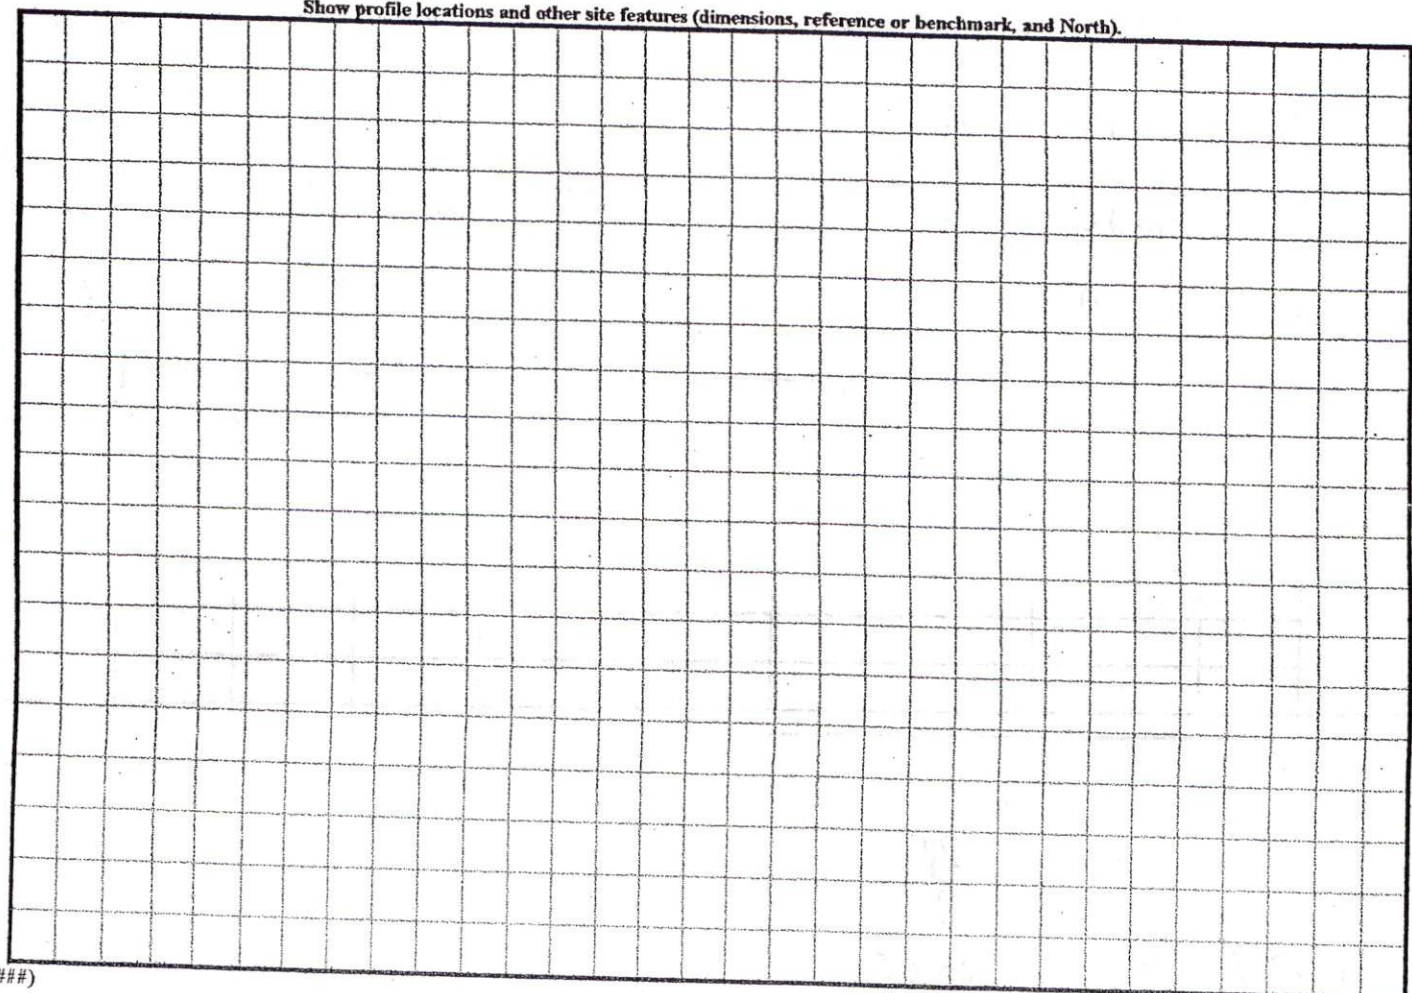 Show profile locations and other site features (dimensions, reference or benchmark, and North).
###)